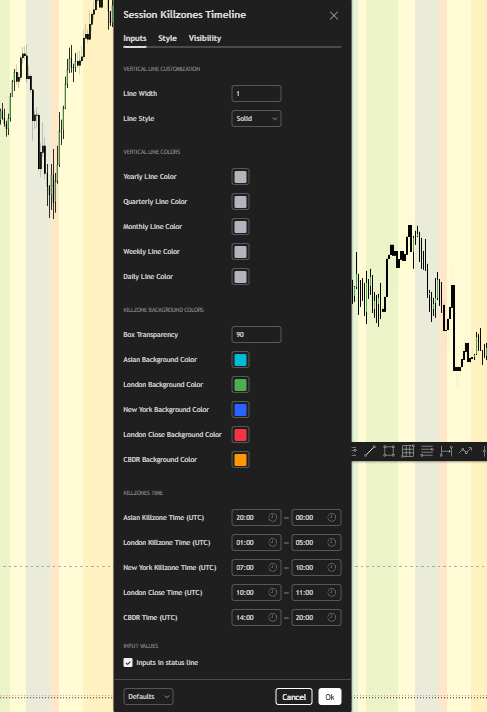 Session Killzones Timeline
Inputs Style Visibility
VERTICAL LINE CUSTOMIZATION
Line Width 1
Line Style Solid
VERTICAL LINE COLORS
Yearly Line Color
Quarterly Line Color
Monthly Line Color
Weekly Line Color
Daily Line Color
KILLZONE BACKGROUND COLORS
Box Transparency 90
Asian Background Color
London Background Color
New York Background Color
London Close Background Color
CBDR Background Color
KILLZONES TIME
Asian Killzone Time (UTC) 20:00 — 00:00
London Killzone Time (UTC) 01:00 — 05:00
New York Killzone Time (UTC) 07:00 — 10:00
London Close Time (UTC) 10:00 — 11:00
CBDR Time (UTC) 14:00 — 20:00
INPUT VALUES
Inputs in status line
Defaults Cancel Ok